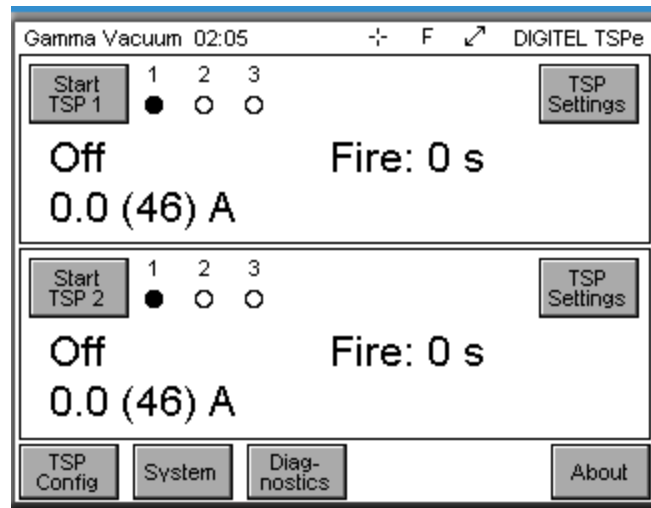 Gamma Vacuum 02:05 F DIGITEL TSPe
Start
TSP 1
1 2 3
TSP
Settings
Off Fire: 0 s
0.0 (46) A
Start
TSP 2
1 2 3
TSP
Settings
Off Fire: 0 s
0.0 (46) A
TSP
Config
System
Diag-
nostics
About